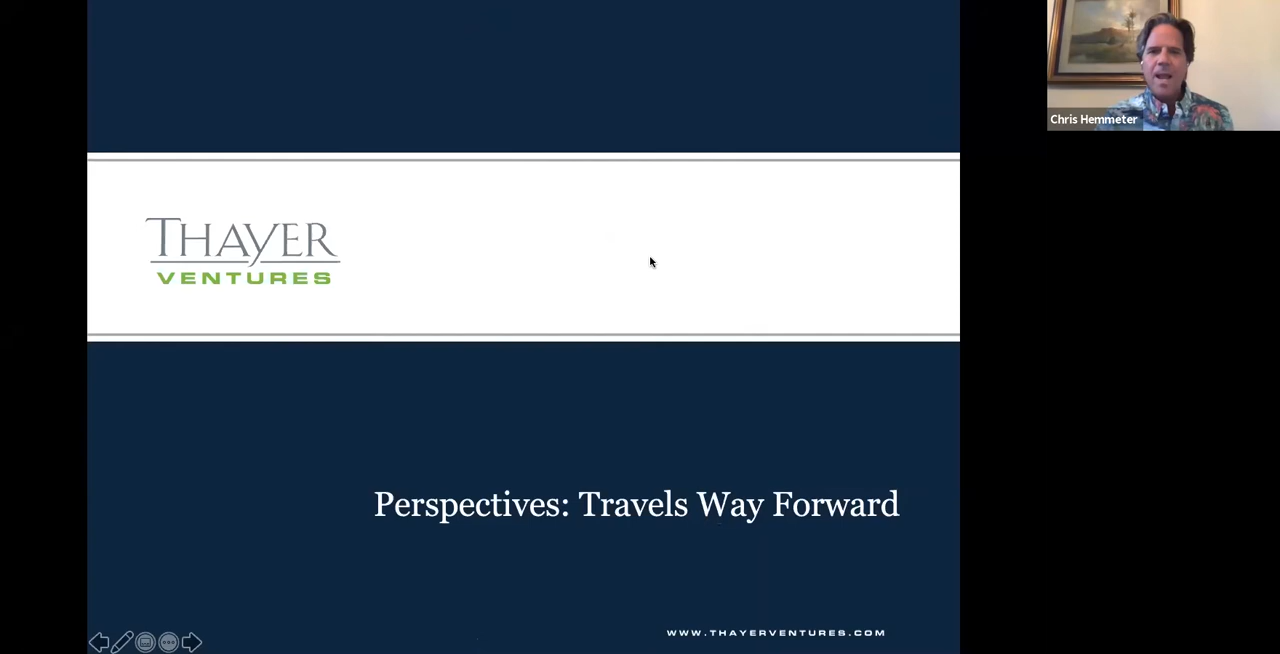 Chris Hemmeter
THAYER
VENTURES
Perspectives: Travels Way Forward
WWW.THAYERVENTURES.COM